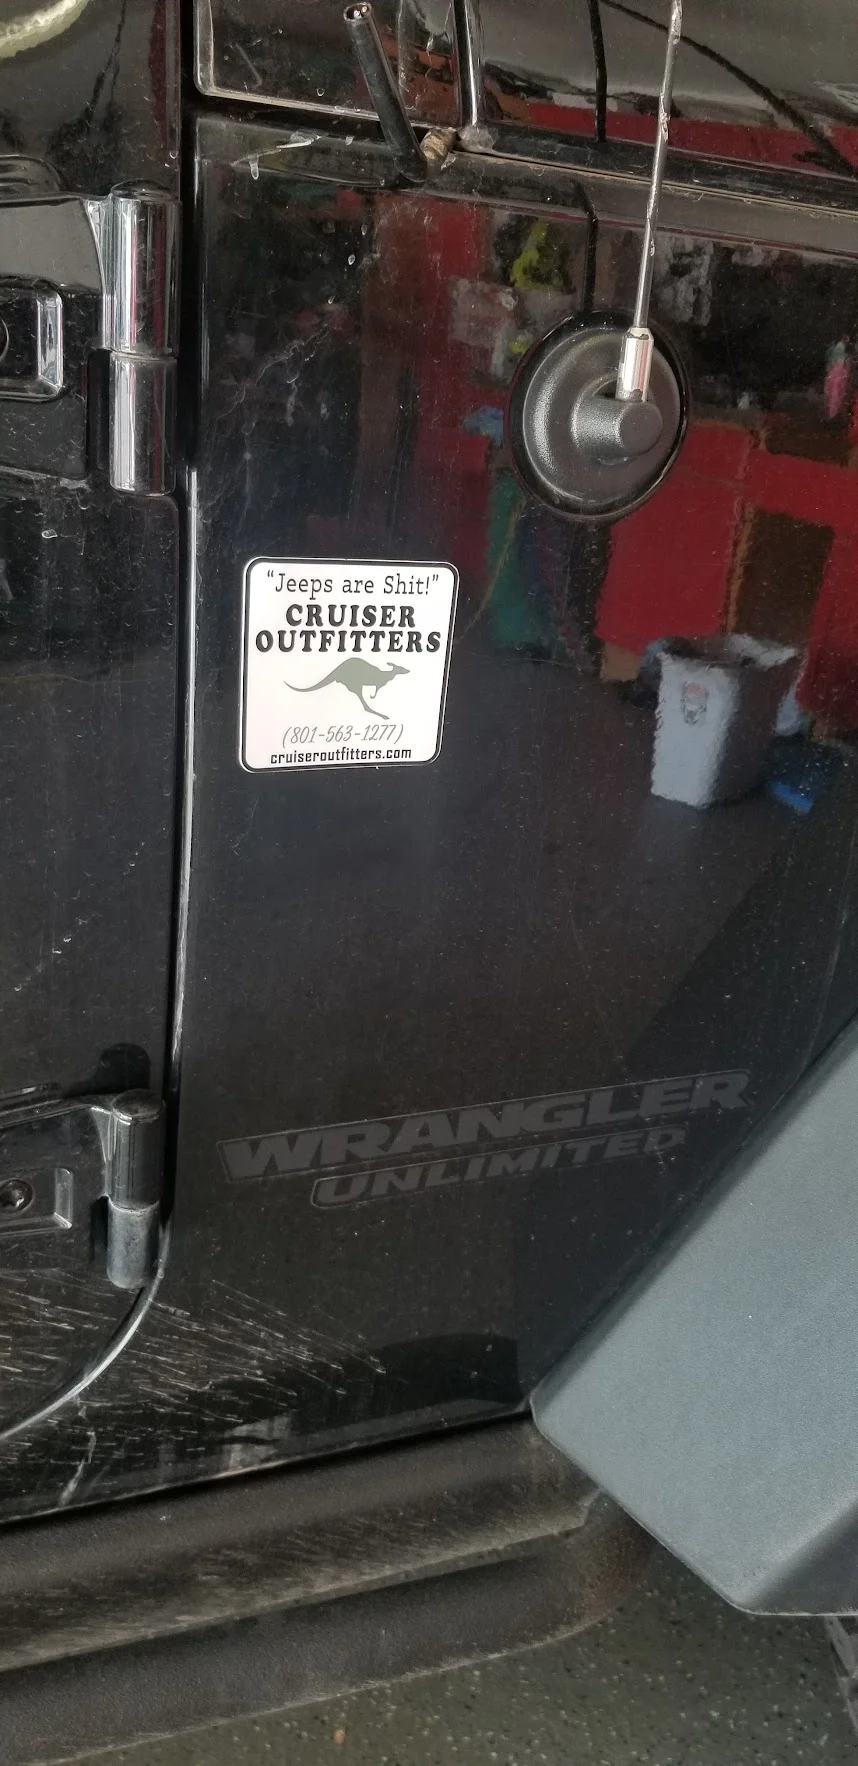 “Jeeps are Shit!”
CRUISER
OUTFITTERS
(801-563-1277)
cruiseroutfitters.com
WRANGLER
UNLIMITED